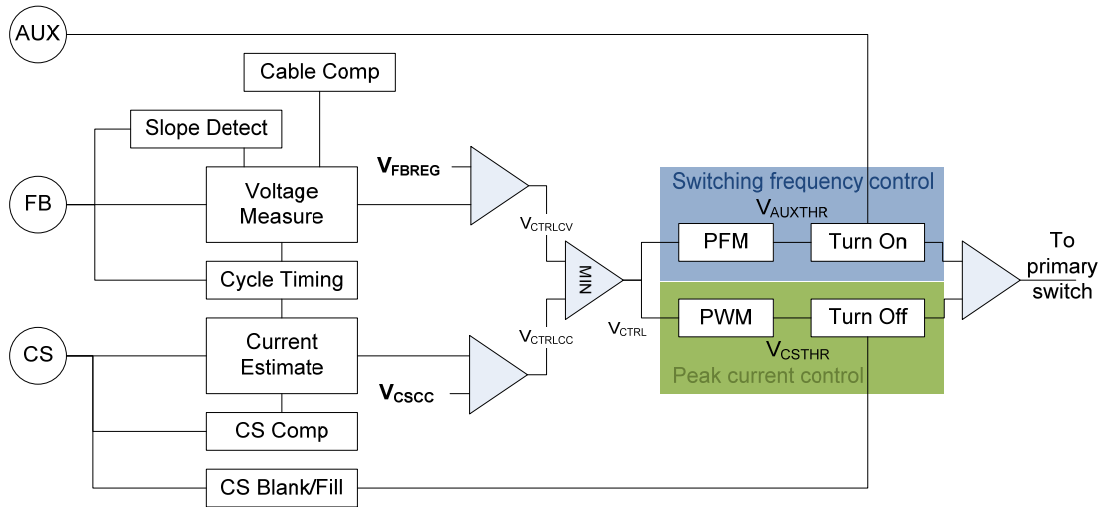 AUX
Cable Comp
Slope Detect
FB
Voltage
Measure
VFBREG
VCTRLCV
Switching frequency control
VAUXTHR
PFM
Turn On
To
primary
switch
Cycle Timing
MIN
CS
Current
Estimate
VCTRLCC
VCTRL
PWM
Turn Off
VCSTHR
Peak current control
VCSCC
CS Comp
CS Blank/Fill